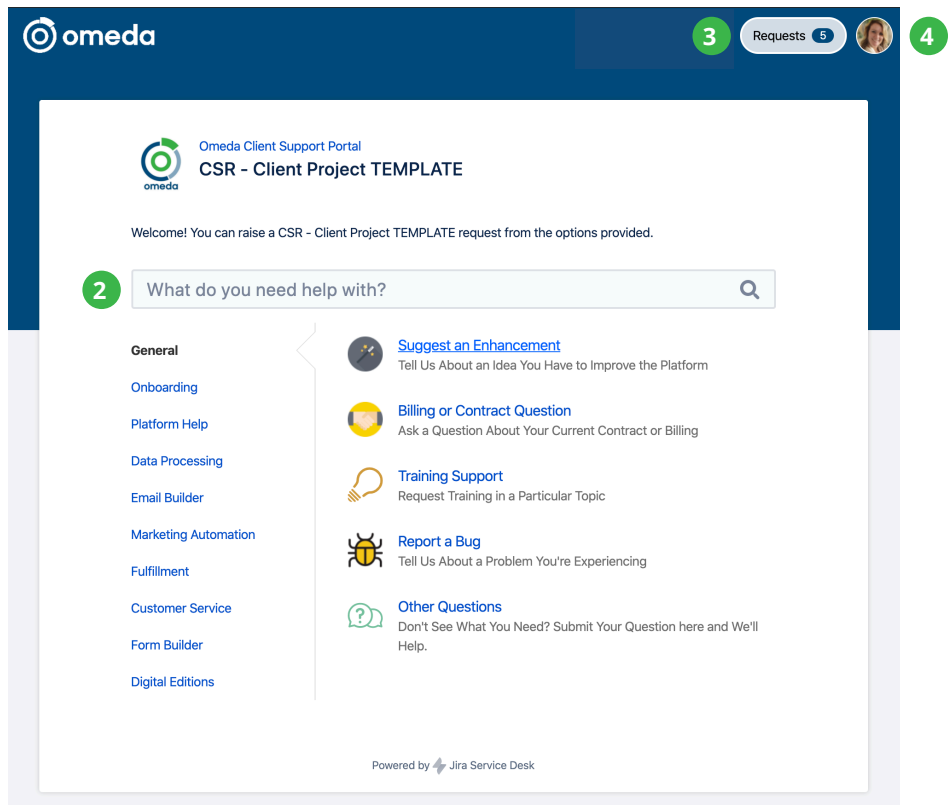 omeda
3
Requests 5
4
omeda
Omeda Client Support Portal
CSR - Client Project TEMPLATE
Welcome! You can raise a CSR - Client Project TEMPLATE request from the options provided.
2
What do you need help with?
General
Onboarding
Platform Help
Data Processing
Email Builder
Marketing Automation
Fulfillment
Customer Service
Form Builder
Digital Editions
Suggest an Enhancement
Tell Us About an Idea You Have to Improve the Platform
Billing or Contract Question
Ask a Question About Your Current Contract or Billing
Training Support
Request Training in a Particular Topic
Report a Bug
Tell Us About a Problem You're Experiencing
Other Questions
Don't See What You Need? Submit Your Question here and We'll
Help.
Powered by Jira Service Desk